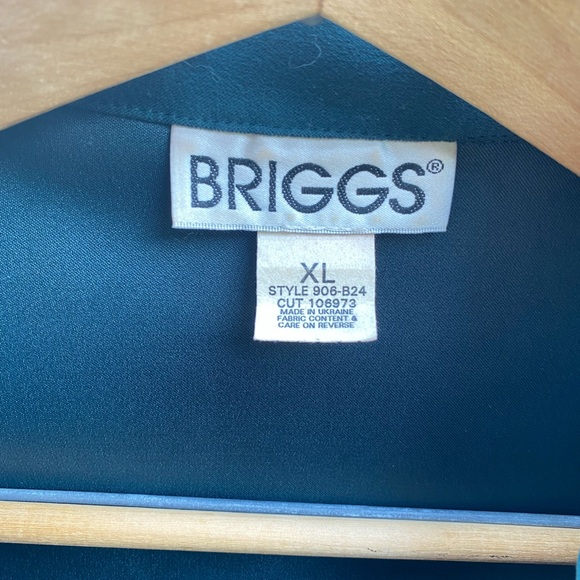 BRIGGS®
XL
STYLE 906-B24
CUT 106973
MADE IN UKRAINE
FABRIC CONTENT &
CARE ON REVERSE